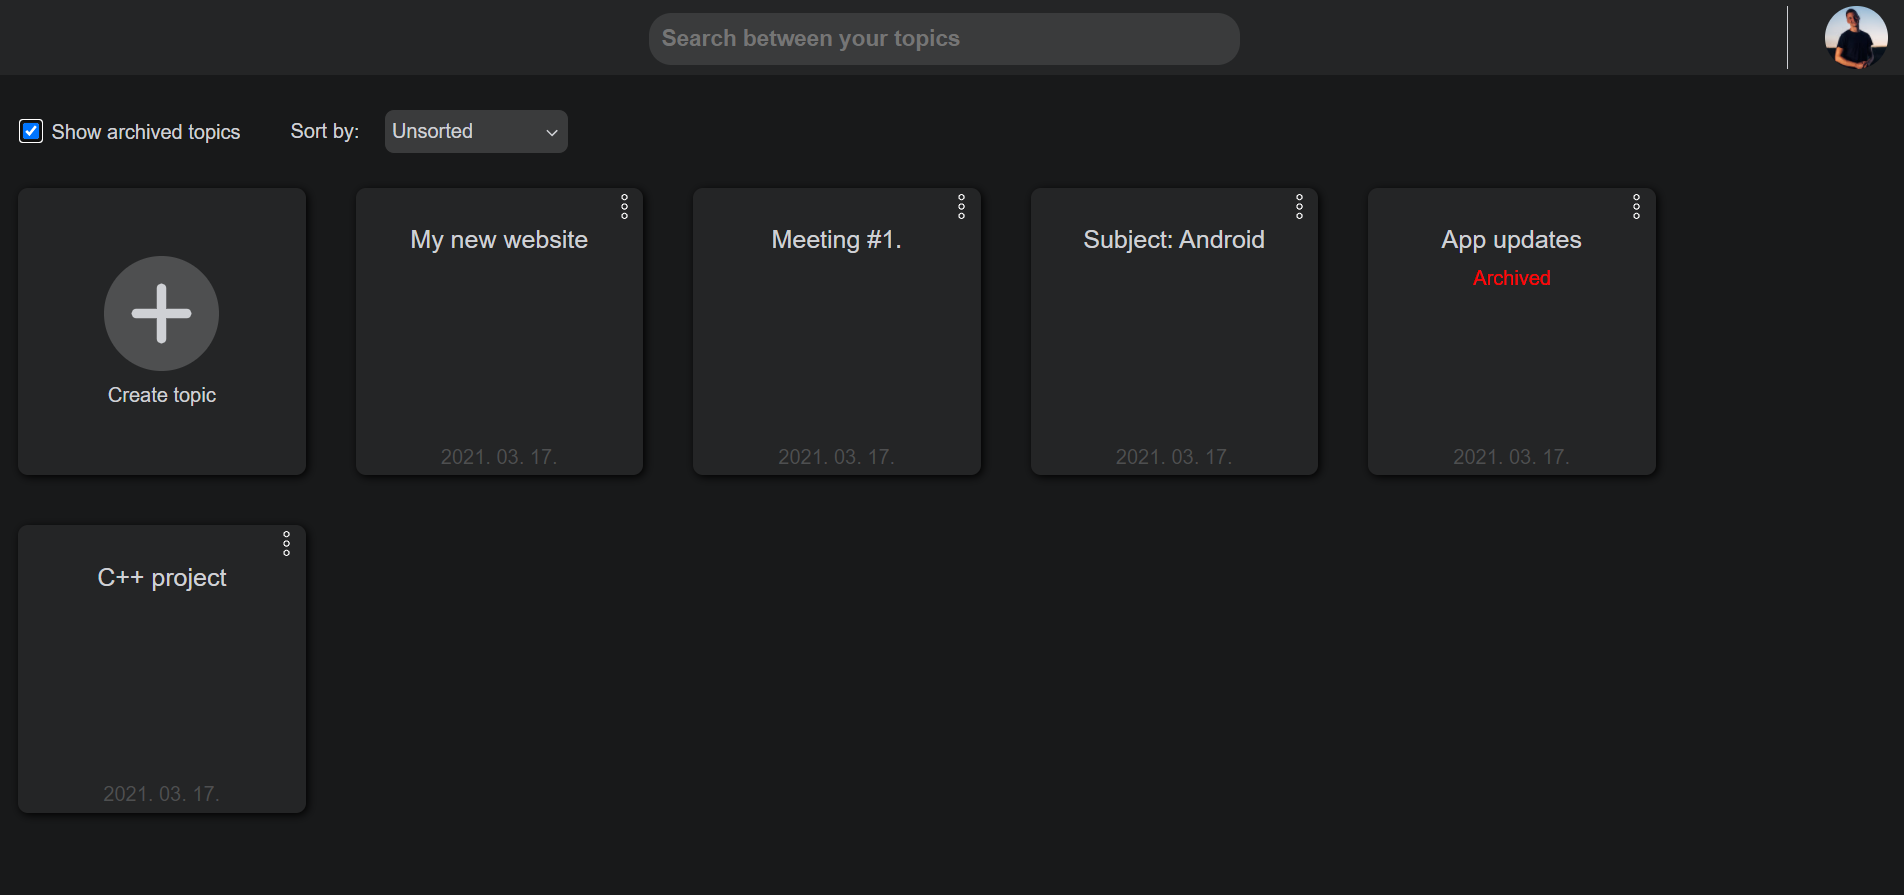 Search between your topics
Show archived topics
Sort by:
Unsorted
Create topic
My new website
2021. 03. 17.
Meeting #1.
2021. 03. 17.
Subject: Android
2021. 03. 17.
App updates
Archived
2021. 03. 17.
C++ project
2021. 03. 17.